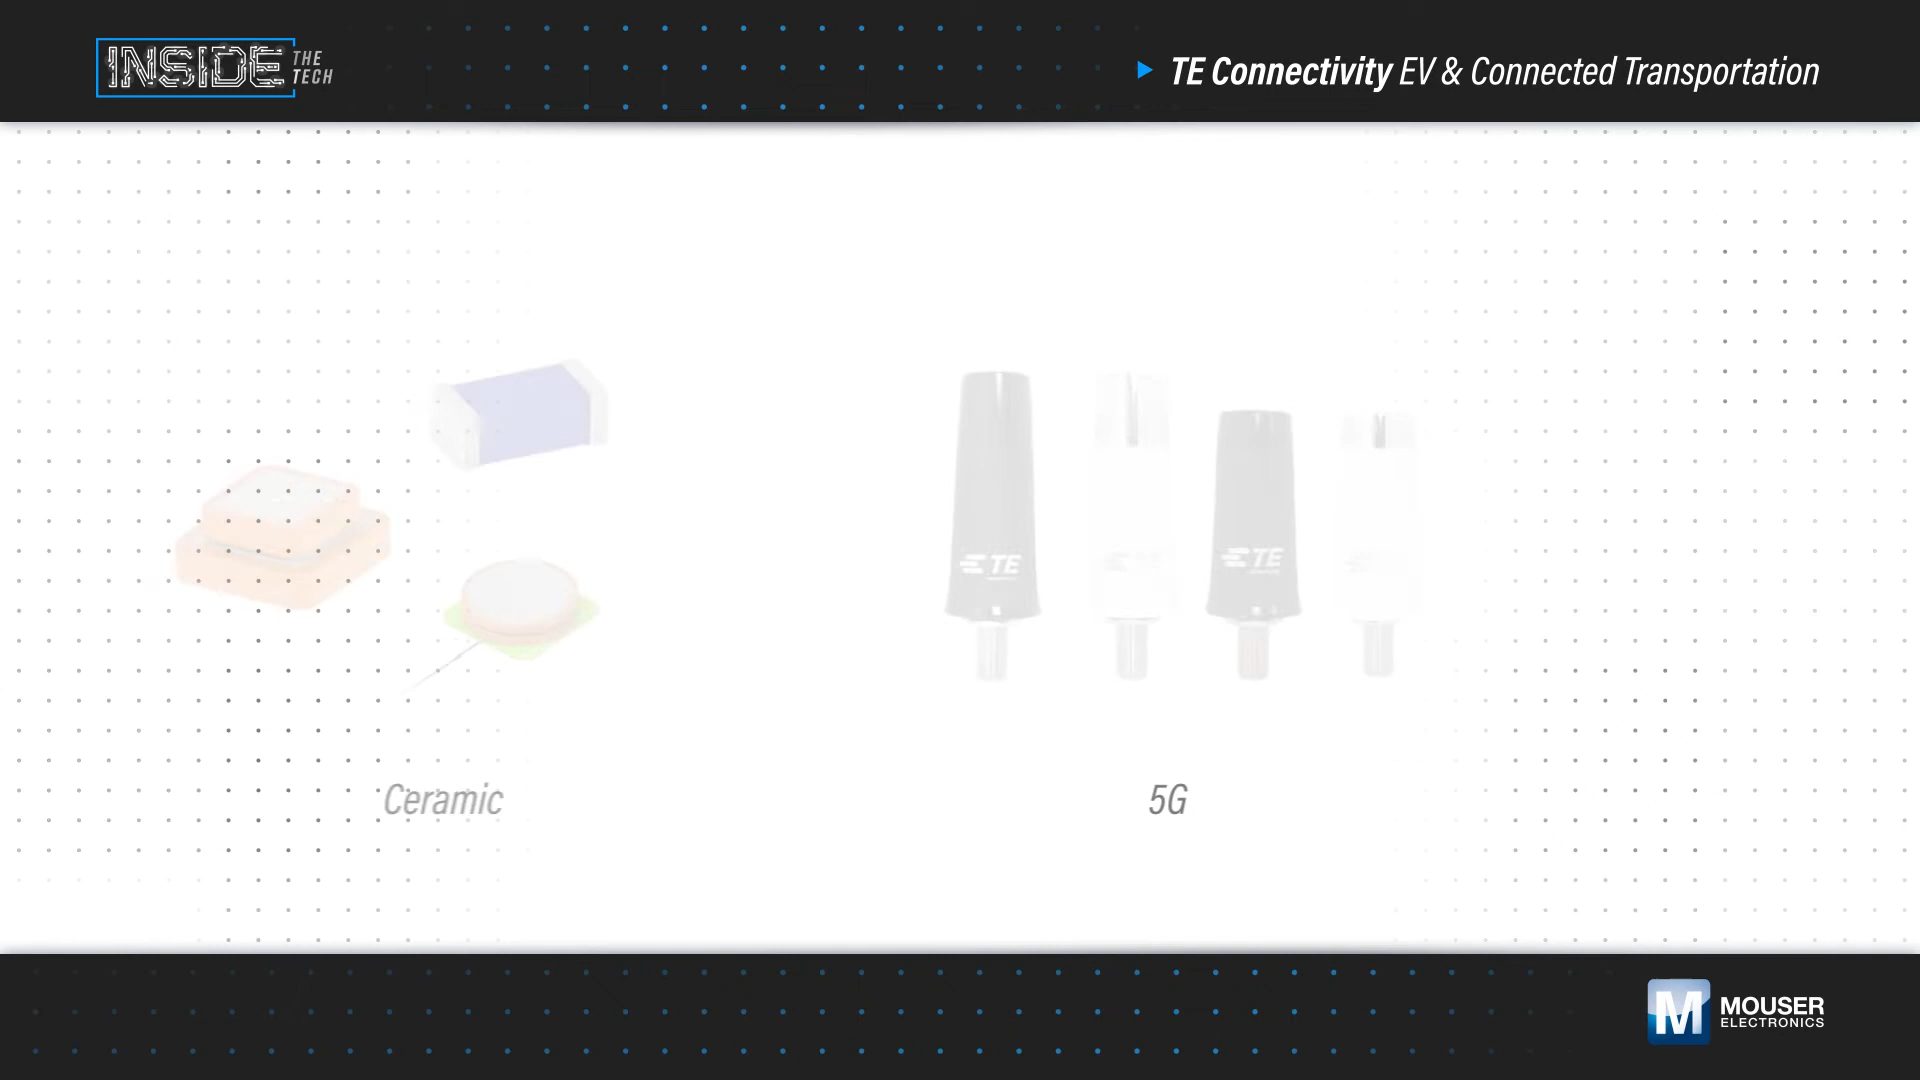 INSIDE
THE
TECH
TE Connectivity EV & Connected Transportation
TE
TE
Ceramic
5G
M
MOUSER
ELECTRONICS